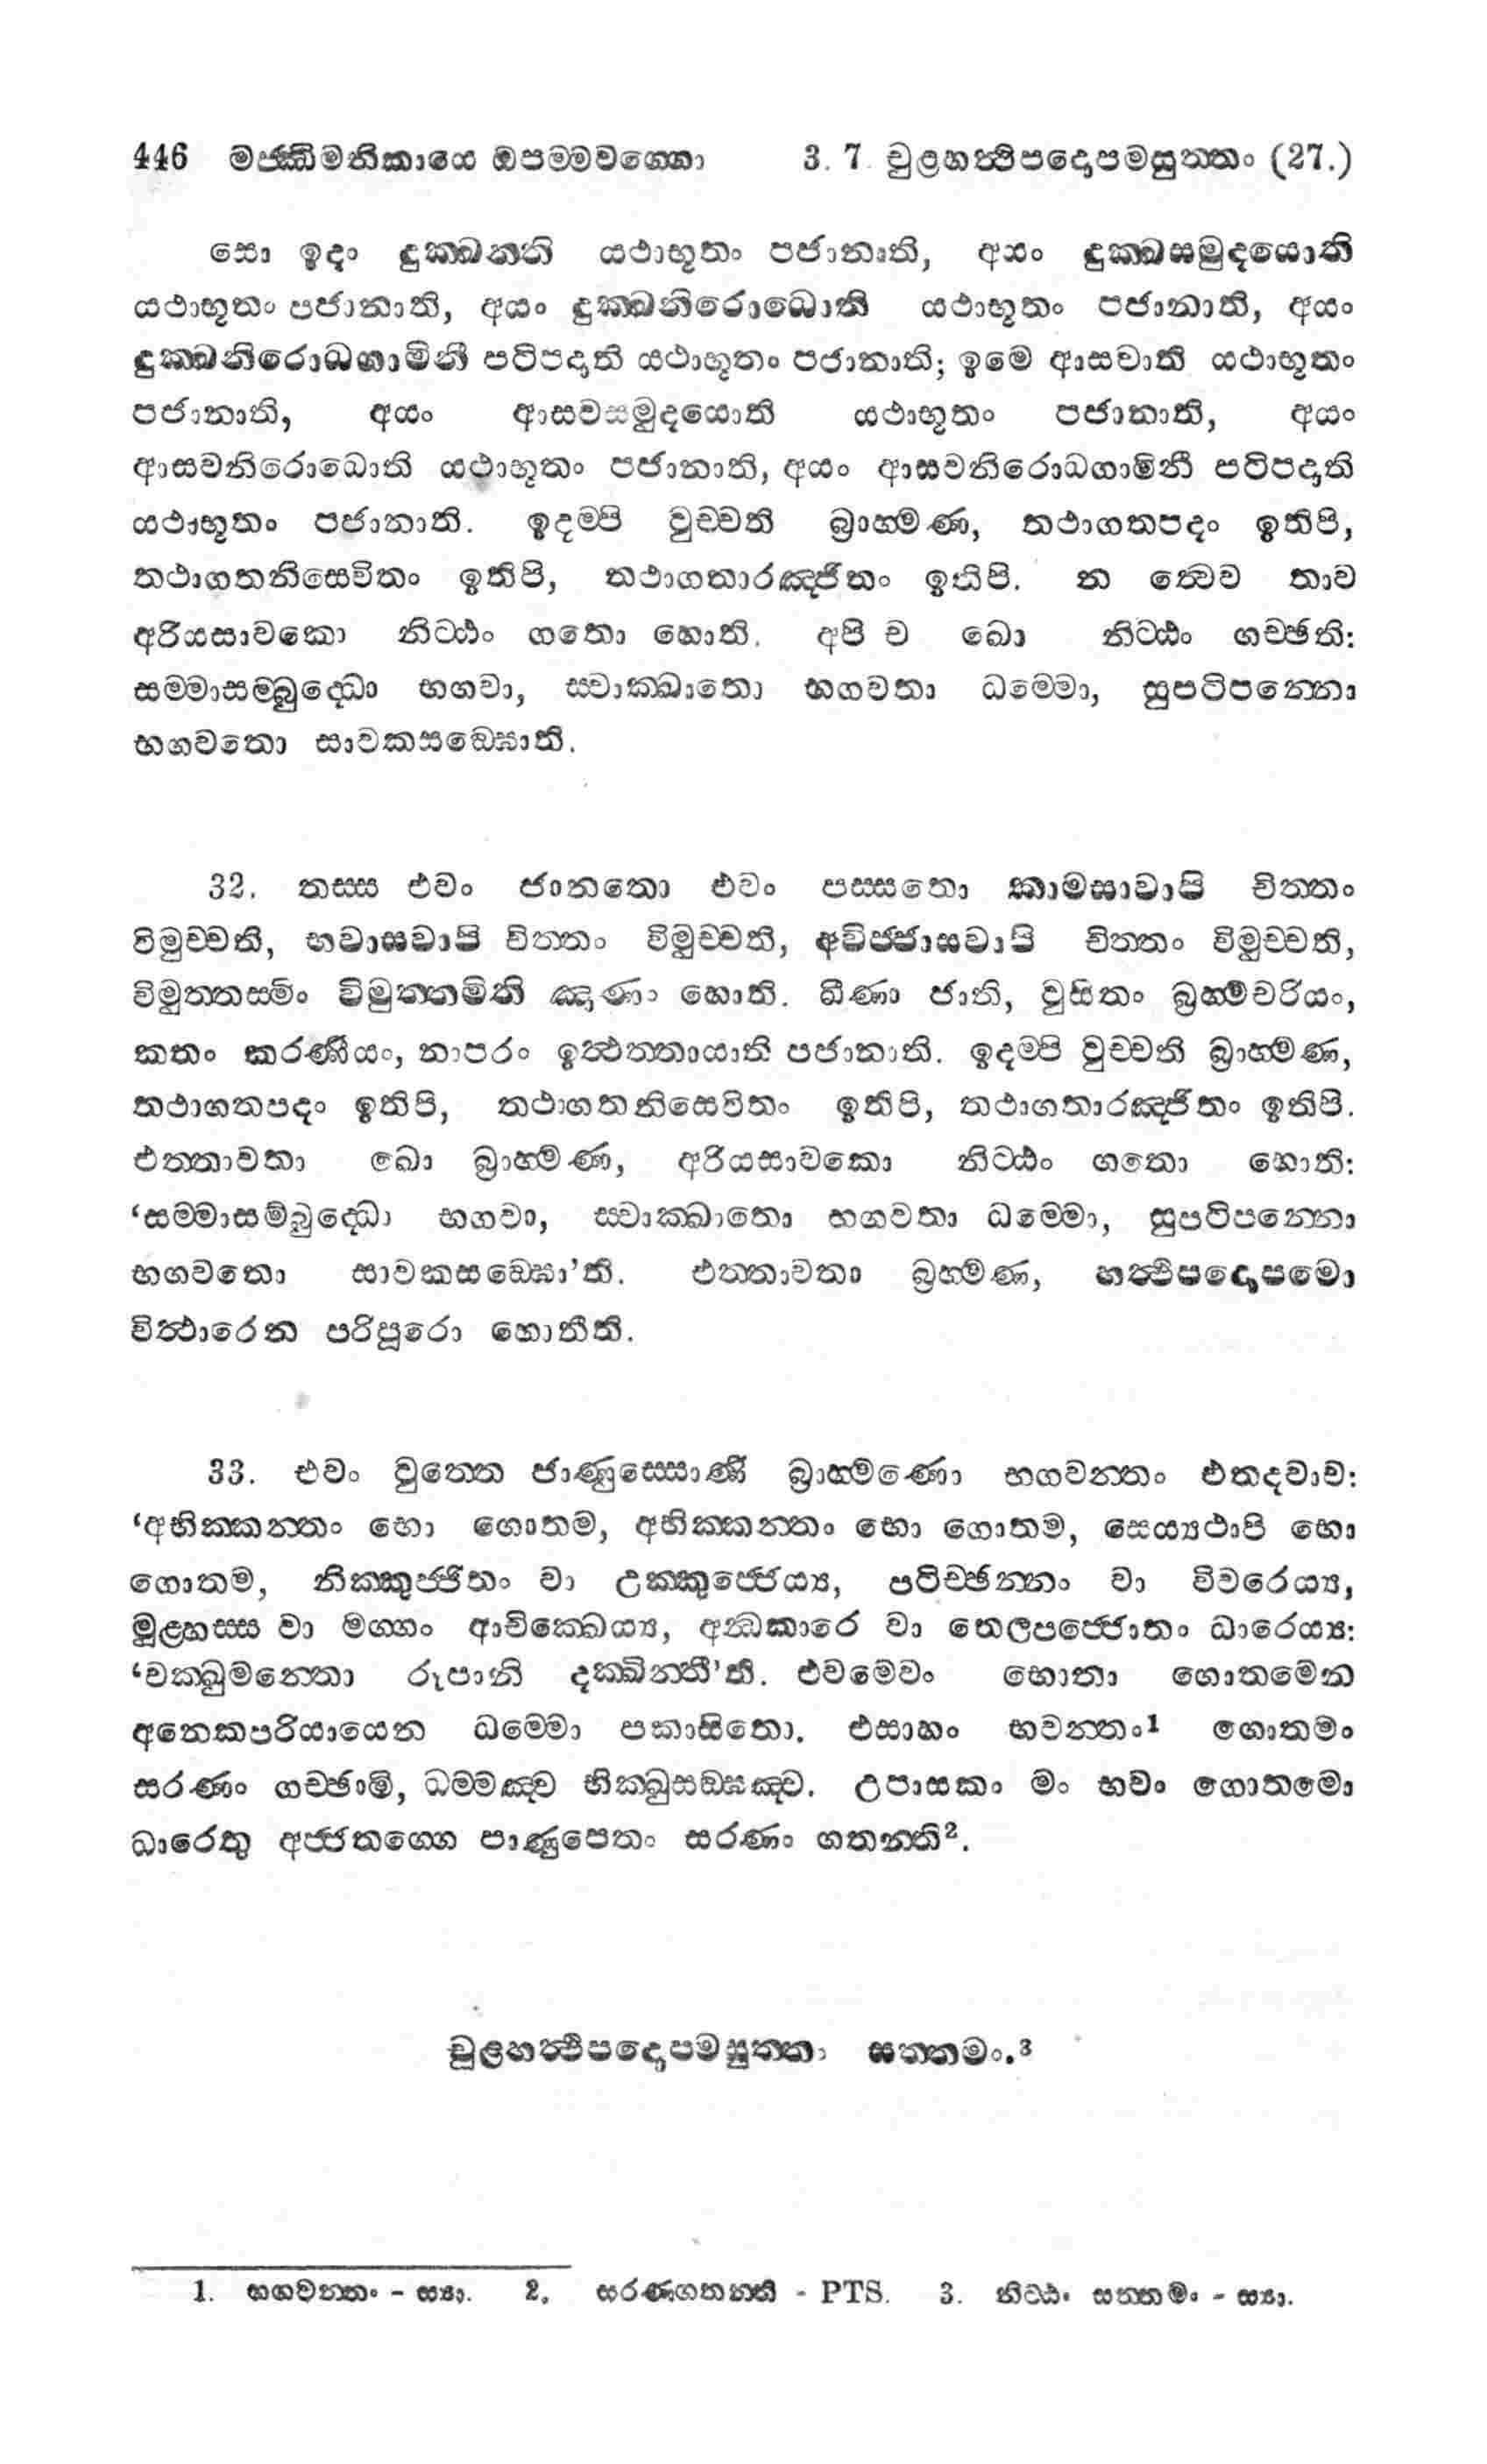 446 මජ්ඣිමනිකායෙ ඔපම්මවග්ගො 3. 7. චුළහත්ථිපදොපමසුත්තං (27.)
සො ඉදං දුක්ඛන්ති යථාභූතං පජානාති, අයං දුක්ඛසමුදයොති
යථාභූතං පජානාති, අයං දුක්ඛනිරොධොති යථාභූතං පජානාති, අයං
දුක්ඛනිරොධගාමිනී පටිපදාති යථාභූතං පජානාති; ඉමෙ ආසවාති යථාභූතං
පජානාති, අයං ආසවසමුදයොති යථාභූතං පජානාති, අයං
ආසවනිරොධොති යථාභූතං පජානාති, අයං ආසවනිරොධගාමිනී පටිපදාති
යථාභූතං පජානාති. ඉදම්පි වුච්චති බ්‍රාහ්මණ, තථාගතපදං ඉතිපි,
තථාගතනිසෙවිතං ඉතිපි, තථාගතාරඤ්ජිතං ඉතිපි. න ත්වෙව තාව
අරියසාවකො නිට්ඨං ගතො හොති. අපි ච ඛො නිට්ඨං ගච්ඡති:
සම්මාසම්බුද්ධො භගවා, ස්වාක්ඛාතො භගවතා ධම්මො, සුපටිපන්නො
භගවතො සාවකසඞ්ඝොති.
32. තස්ස එවං ජානතො එවං පස්සතො කාමසාවාපි චිත්තං
විමුච්චති, භවාසවාපි චිත්තං විමුච්චති, අවිජ්ජාසවාපි චිත්තං විමුච්චති,
විමුත්තස්මිං විමුත්තමිති ඤාණං හොති. ඛීණා ජාති, වුසිතං බ්‍රහ්මචරියං,
කතං කරණීයං, නාපරං ඉත්ථත්තායාති පජානාති. ඉදම්පි වුච්චති බ්‍රාහ්මණ,
තථාගතපදං ඉතිපි, තථාගතනිසෙවිතං ඉතිපි, තථාගතාරඤ්ජිතං ඉතිපි.
එත්තාවතා ඛො බ්‍රාහ්මණ, අරියසාවකො නිට්ඨං ගතො හොති:
‘සම්මාසම්බුද්ධො භගවා, ස්වාක්ඛාතො භගවතා ධම්මො, සුපටිපන්නො
භගවතො සාවකසඞ්ඝො’ති. එත්තාවතා බ්‍රහ්මණ, හත්ථිපදොපමො
විත්ථාරෙන පරිපූරො හොතීති.
33. එවං වුත්තෙ ජාණුස්සොණි බ්‍රාහ්මණො භගවන්තං එතදවොච:
‘අභික්කන්තං භො ගොතම, අභික්කන්තං භො ගොතම, සෙය්‍යථාපි භො
ගොතම, නික්කුජ්ජිතං වා උක්කුජ්ජෙය්‍ය, පටිච්ඡන්නං වා විවරෙය්‍ය,
මූළ්හස්ස වා මග්ගං ආචික්ඛෙය්‍ය, අන්ධකාරෙ වා තෙලපජ්ජොතං ධාරෙය්‍ය:
‘චක්ඛුමන්තො රූපානි දක්ඛින්තී’ති. එවමෙවං භොතා ගොතමෙන
අනෙකපරියායෙන ධම්මො පකාසිතො. එසාහං භවන්තං¹ ගොතමං
සරණං ගච්ඡාමි, ධම්මඤ්ච භික්ඛුසඞ්ඝඤ්ච. උපාසකං මං භවං ගොතමො
ධාරෙතු අජ්ජතග්ගෙ පාණුපෙතං සරණං ගතන්ති².
චූළහත්ථිපදොපමසුත්තං සත්තමං.³
1. භගවන්තං - ස්‍යා. 2. සරණගතන්ති - PTS. 3. නිට්ඨං සත්තමං - ස්‍යා.